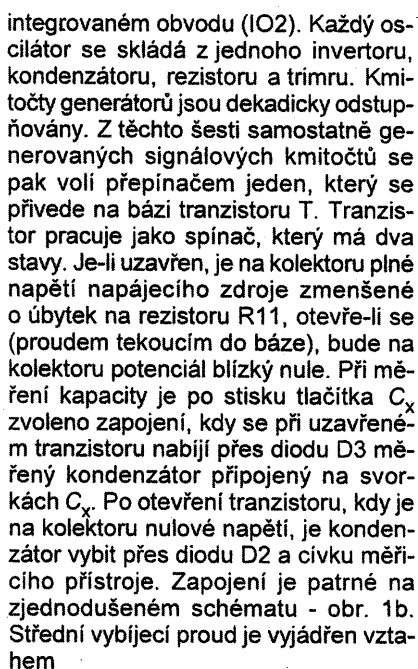 integrovaném obvodu (IO2). Každý os-
cilátor se skládá z jednoho invertoru,
kondenzátoru, rezistoru a trimru. Kmi-
točty generátorů jsou dekadicky odstup-
ňovány. Z těchto šesti samostatně ge-
nerovaných signálových kmitočtů se
pak volí přepínačem jeden, který se
přivede na bázi tranzistoru T. Tranzis-
tor pracuje jako spínač, který má dva
stavy. Je-li uzavřen, je na kolektoru plné
napětí napájecího zdroje zmenšené
o úbytek na rezistoru R11, otevře-li se
(proudem tekoucím do báze), bude na
kolektoru potenciál blízký nule. Při mě-
ření kapacity je po stisku tlačítka Cx
zvoleno zapojení, kdy se při uzavřené-
m tranzistoru nabíjí přes diodu D3 mě-
řený kondenzátor připojený na svor-
kách Cx. Po otevření tranzistoru, kdy je
na kolektoru nulové napětí, je konden-
zátor vybit přes diodu D2 a cívku měři-
cího přístroje. Zapojení je patrné na
zjednodušeném schématu - obr. 1b.
Střední vybíjecí proud je vyjádřen vzta-
hem